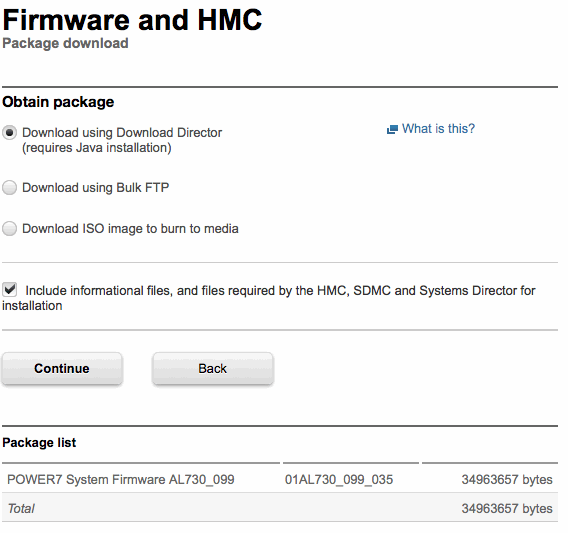 Firmware and HMC
Package download
Obtain package
Download using Download Director
(requires Java installation)
What is this?
Download using Bulk FTP
Download ISO image to burn to media
Include informational files, and files required by the HMC, SDMC and Systems Director for
installation
Continue
Back
Package list
POWER7 System Firmware AL730_099 01AL730_099_035 34963657 bytes
Total 34963657 bytes